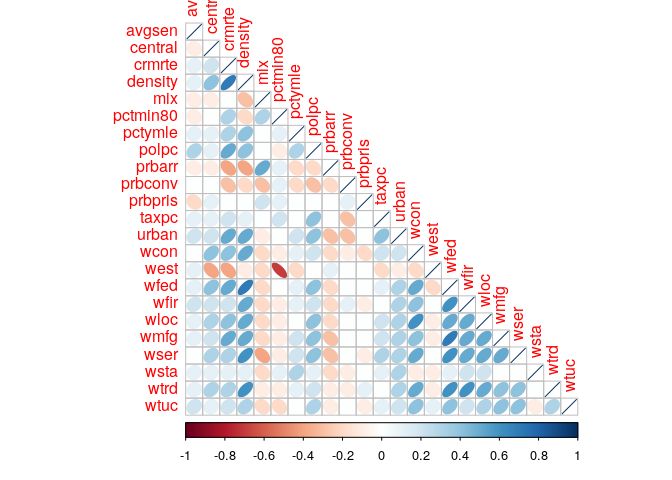 av
centr
crmrte
density
mix
pctmin80
pctymle
polpc
prbarr
prbconv
prbpris
taxpc
urban
wcon
west
wfed
wfir
wloc
wmfg
wser
wsta
wtrd
wtuc
avgsen
central
crmrte
density
mix
pctmin80
pctymle
polpc
prbarr
prbconv
prbpris
taxpc
urban
wcon
west
wfed
wfir
wloc
wmfg
wser
wsta
wtrd
wtuc
-1 -0.8 -0.6 -0.4 -0.2 0 0.2 0.4 0.6 0.8 1